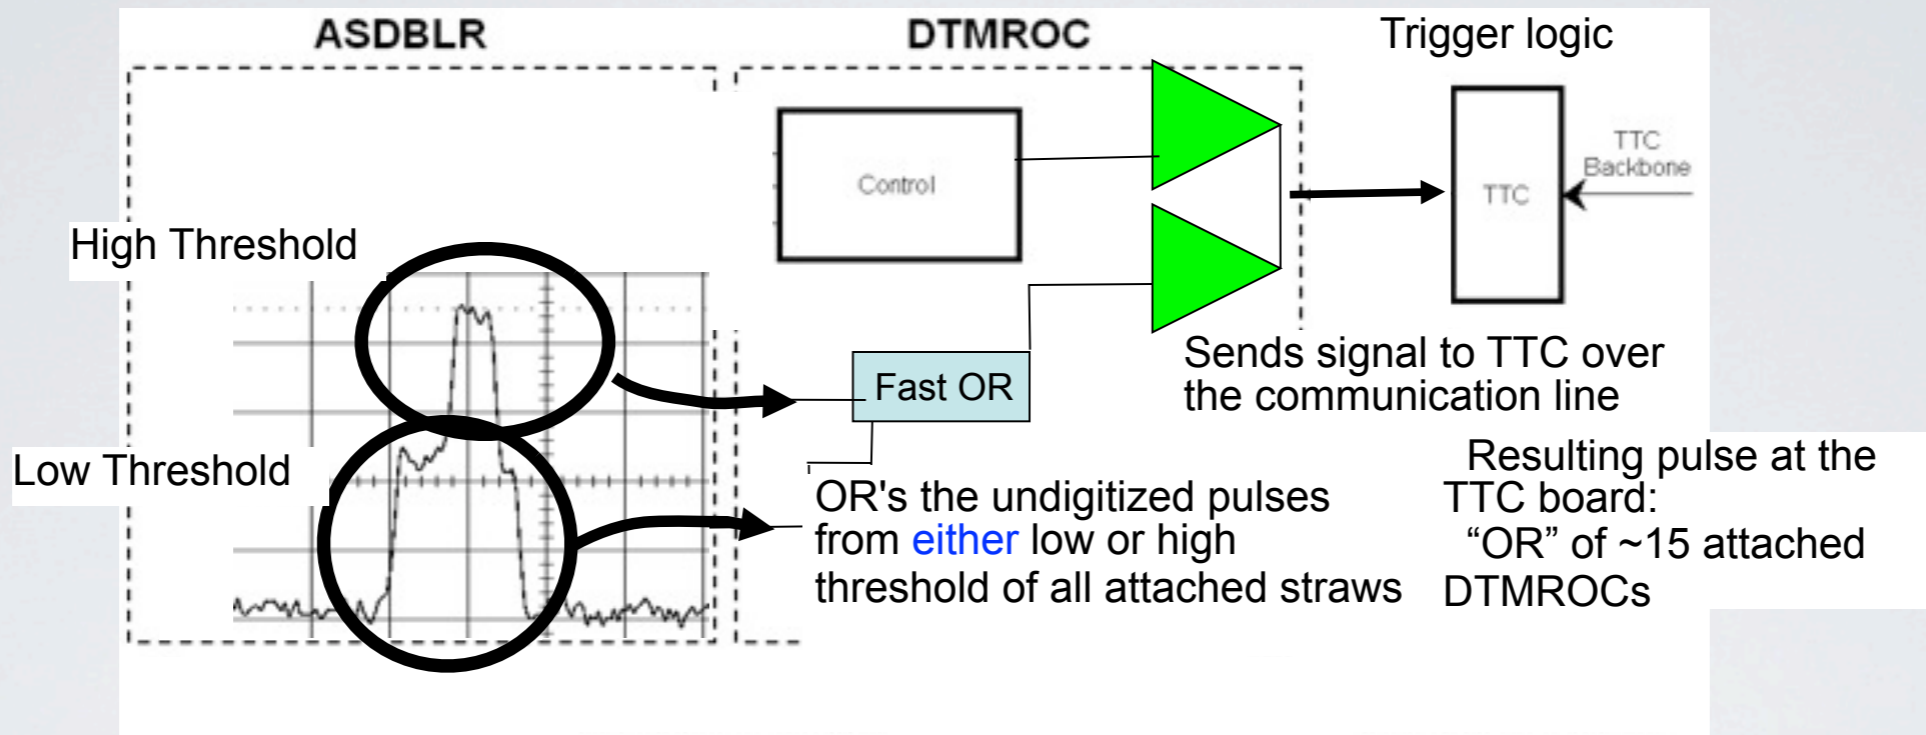 ASDBLR
DTMROC
Trigger logic
Control
TTC
TTC
Backbone
High Threshold
Low Threshold
Fast OR
Sends signal to TTC over
the communication line
OR's the undigitized pulses
from either low or high
threshold of all attached straws
Resulting pulse at the
TTC board:
“OR” of ~15 attached
DTMROCs